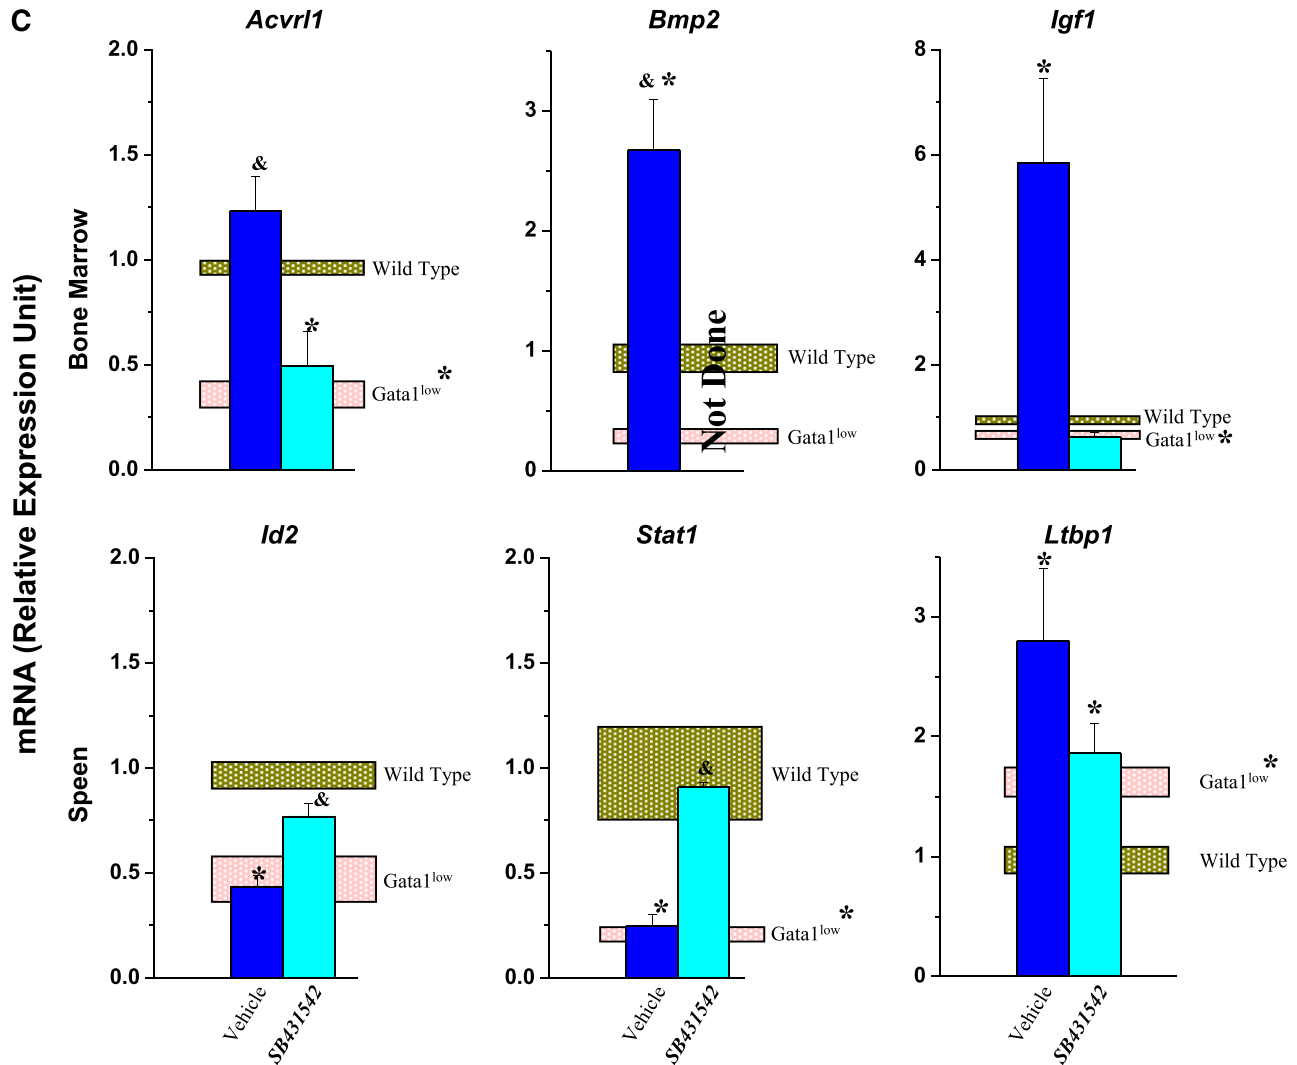 C
Acvrl1
Bmp2
Igf1
mRNA (Relative Expression Unit)
Bone Marrow
2.0
1.5
1.0
0.5
0.0
&
*
Wild Type
Gata1low*
3
2
1
0
& *
Not Done
Wild Type
Gata1low
8
6
4
2
0
*
Wild Type
Gata1low*
Id2
Stat1
Ltbp1
Speen
2.0
1.5
1.0
0.5
0.0
*
&
Wild Type
Gata1low
Vehicle
SB431542
2.0
1.5
1.0
0.5
0.0
*
&
Wild Type
Gata1low*
Vehicle
SB431542
3
2
1
0
*
*
Gata1low*
Wild Type
Vehicle
SB431542